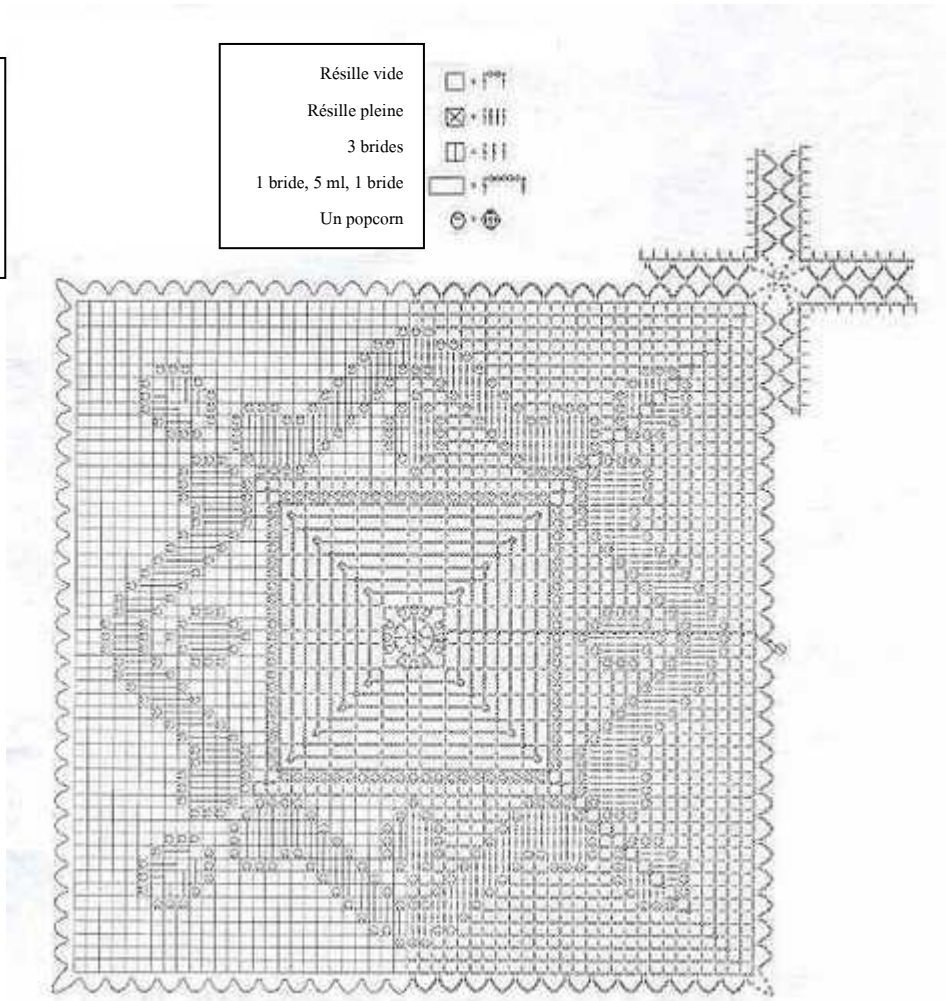 Résille vide
Résille pleine
3 brides
1 bride, 5 ml, 1 bride
Un popcorn